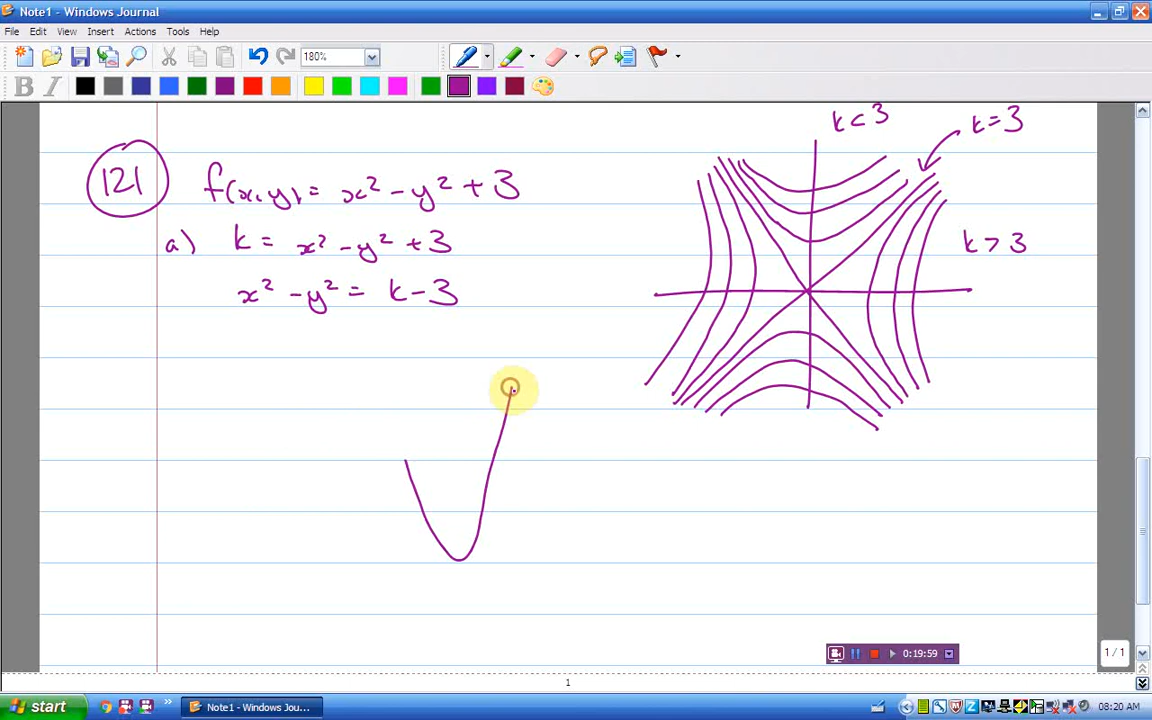 Note1 - Windows Journal
File Edit View Insert Actions Tools Help
180%
B I
k < 3
k = 3
121 f(x,y) = x² - y² + 3
a) k = x² - y² + 3
k > 3
x² - y² = k - 3
0:19:59
1 / 1
1
start
Note1 - Windows Jou...
08:20 AM